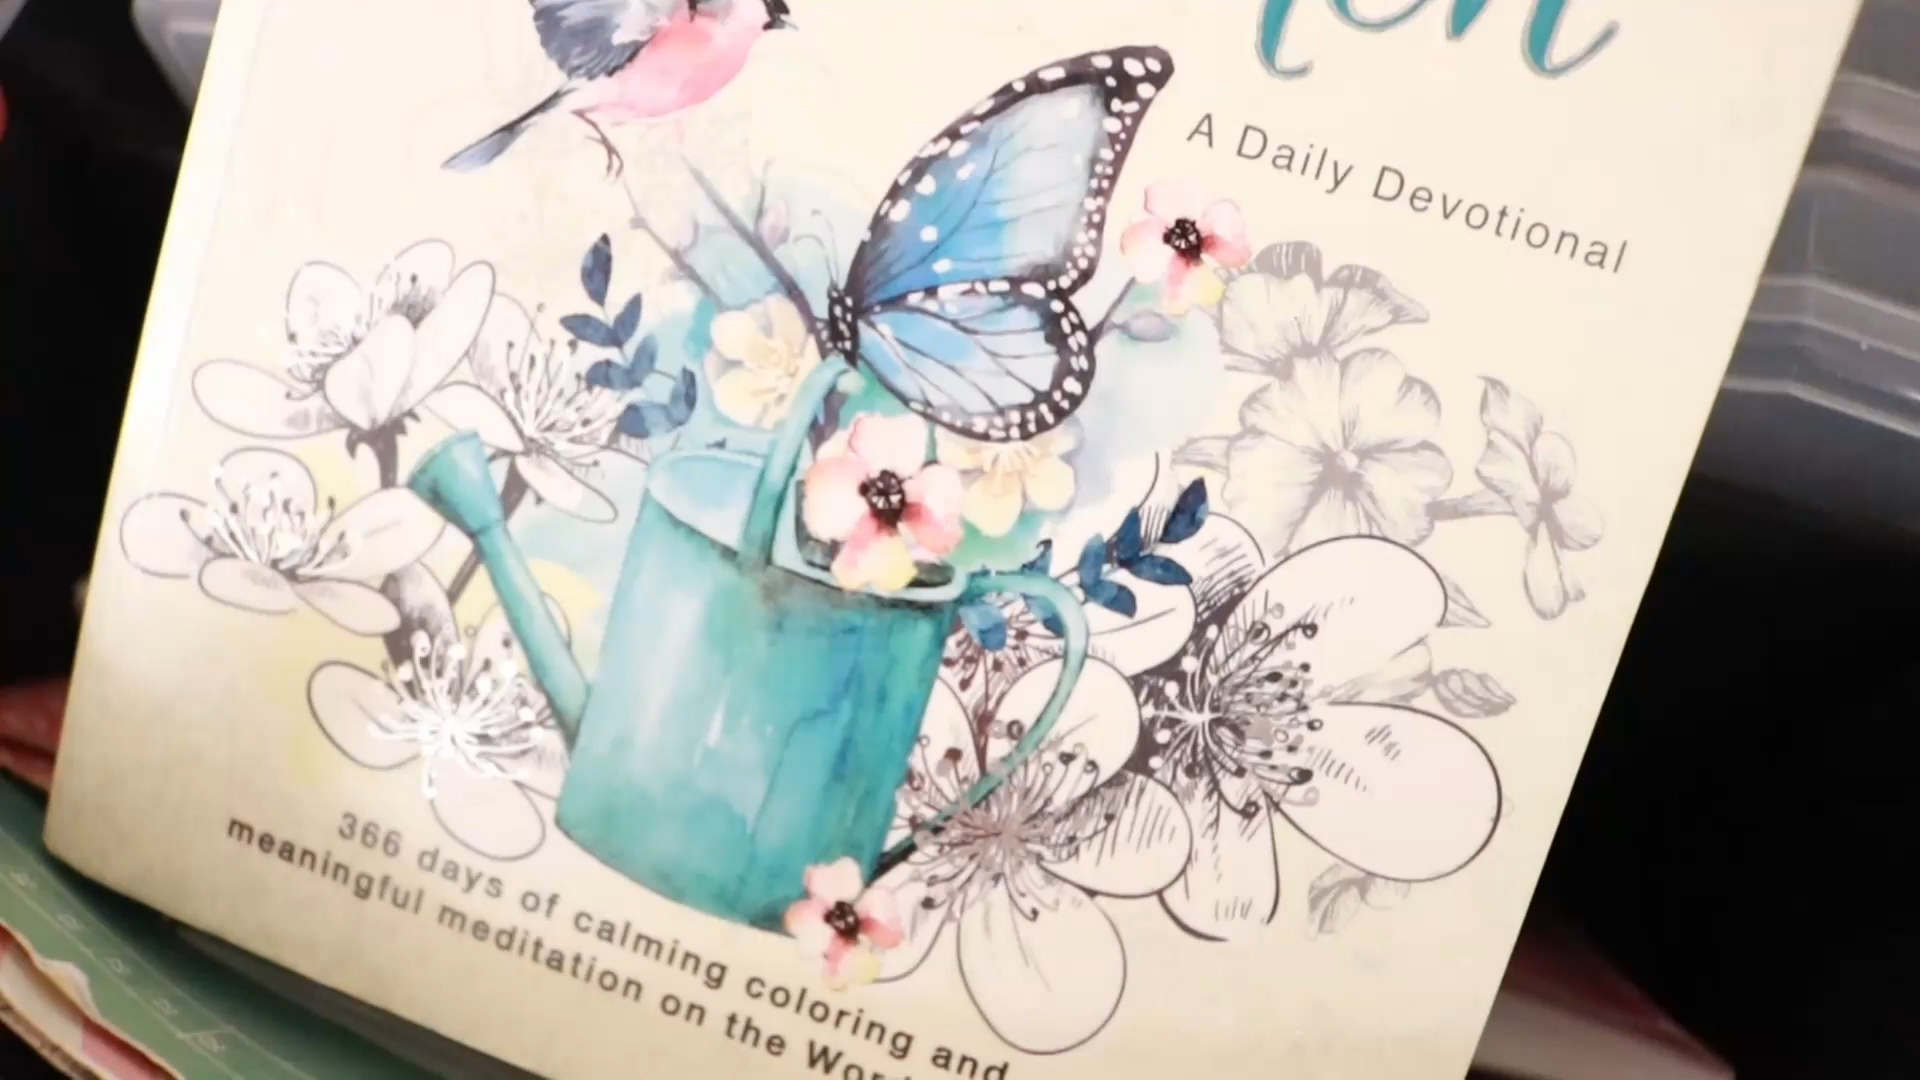 A Daily Devotional
366 days of calming coloring and
meaningful meditation on the